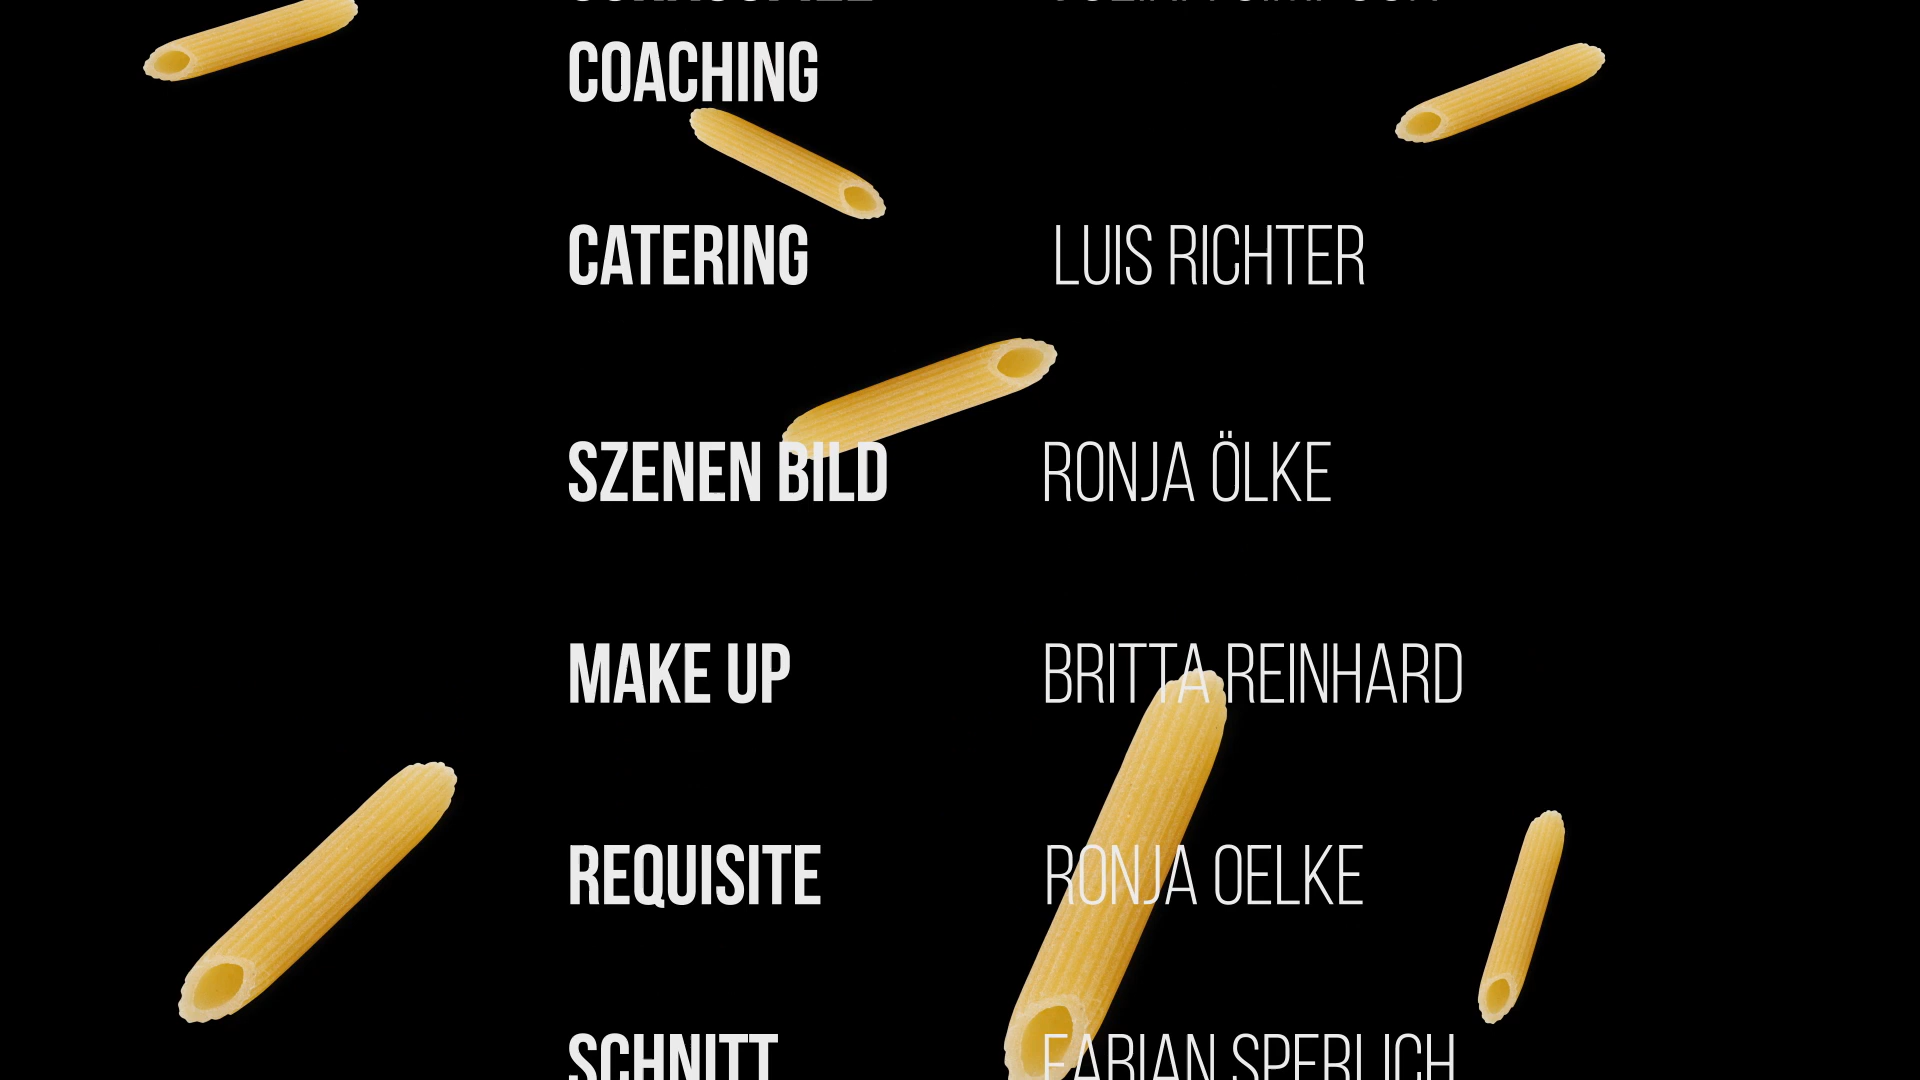 COACHING
CATERING LUIS RICHTER
SZENEN BILD RONJA ÖLKE
MAKE UP BRITTA REINHARD
REQUISITE RONJA OELKE
SCHNITT FABIAN SPERLICH